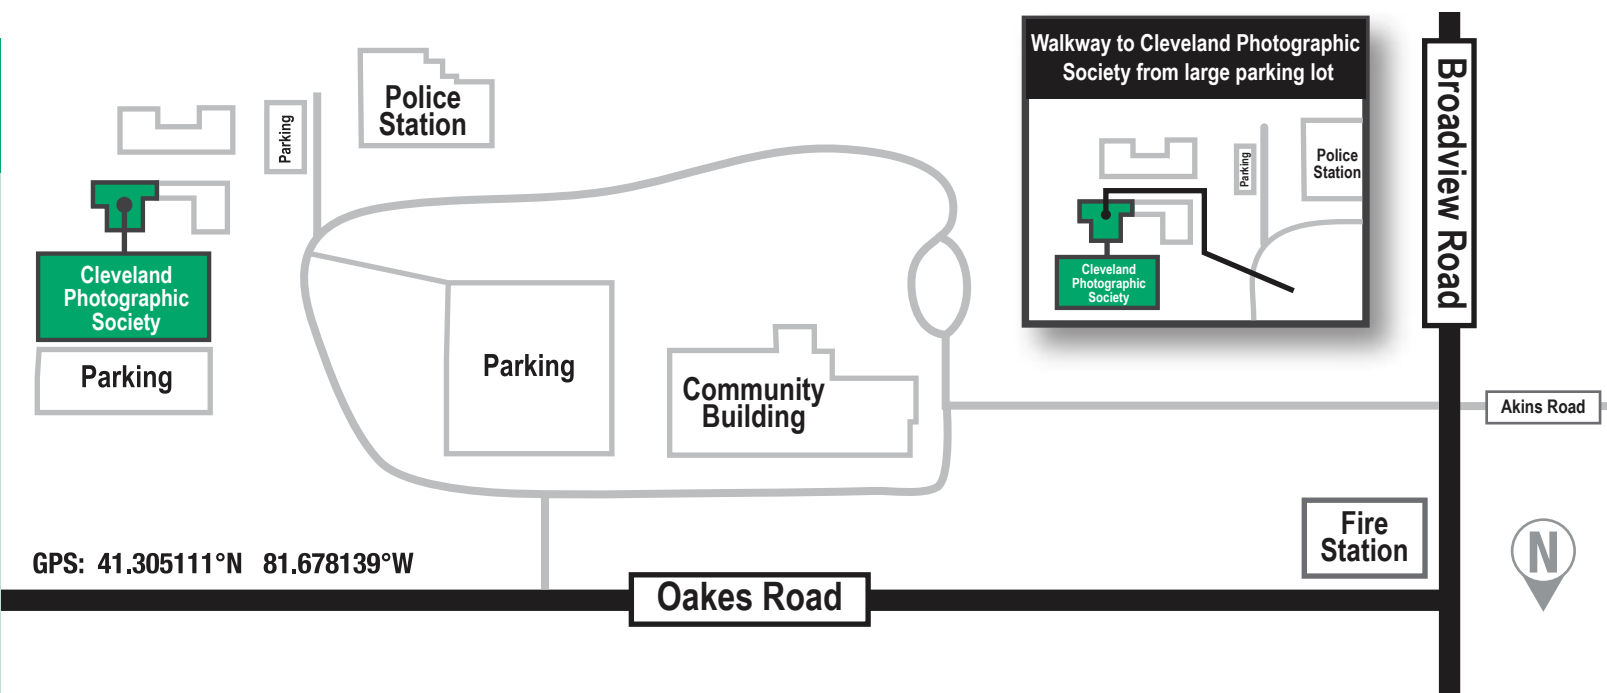 Walkway to Cleveland Photographic
Society from large parking lot
Parking
Police
Station
Cleveland
Photographic
Society
Broadview Road
Police
Station
Parking
Cleveland
Photographic
Society
Parking
Parking
Community
Building
Akins Road
Fire
Station
N
GPS: 41.305111°N 81.678139°W
Oakes Road